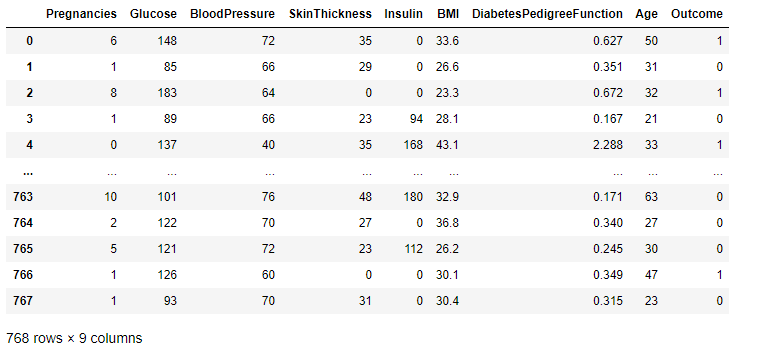 Pregnancies Glucose BloodPressure SkinThickness Insulin BMI DiabetesPedigreeFunction Age Outcome
0 6 148 72 35 0 33.6 0.627 50 1
1 1 85 66 29 0 26.6 0.351 31 0
2 8 183 64 0 0 23.3 0.672 32 1
3 1 89 66 23 94 28.1 0.167 21 0
4 0 137 40 35 168 43.1 2.288 33 1
... ... ... ... ... ... ... ... ... ...
763 10 101 76 48 180 32.9 0.171 63 0
764 2 122 70 27 0 36.8 0.340 27 0
765 5 121 72 23 112 26.2 0.245 30 0
766 1 126 60 0 0 30.1 0.349 47 1
767 1 93 70 31 0 30.4 0.315 23 0
768 rows × 9 columns